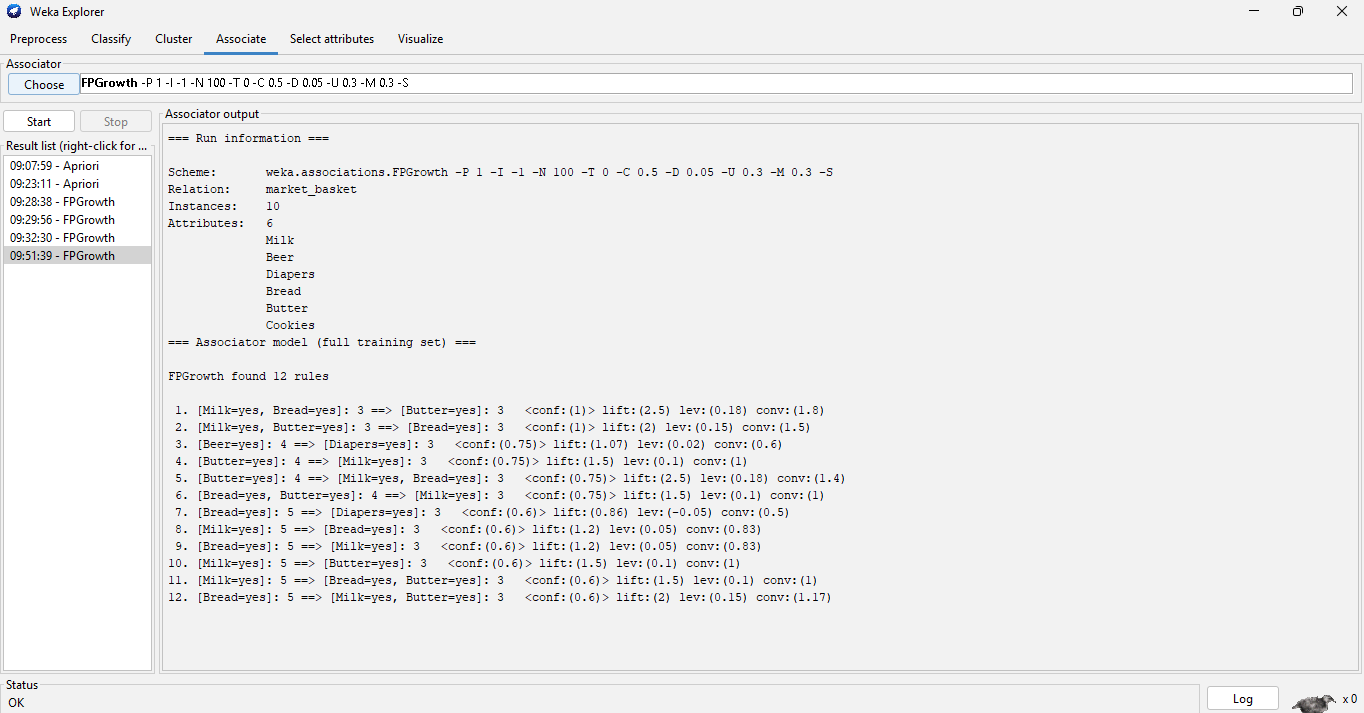 Weka Explorer
Preprocess Classify Cluster Associate Select attributes Visualize
Associator
Choose FPGrowth -P 1 -I -1 -N 100 -T 0 -C 0.5 -D 0.05 -U 0.3 -M 0.3 -S
Start Stop
Result list (right-click for ...
09:07:59 - Apriori
09:23:11 - Apriori
09:28:38 - FPGrowth
09:29:56 - FPGrowth
09:32:30 - FPGrowth
09:51:39 - FPGrowth
Associator output
=== Run information ===
Scheme: weka.associations.FPGrowth -P 1 -I -1 -N 100 -T 0 -C 0.5 -D 0.05 -U 0.3 -M 0.3 -S
Relation: market_basket
Instances: 10
Attributes: 6
Milk
Beer
Diapers
Bread
Butter
Cookies
=== Associator model (full training set) ===
FPGrowth found 12 rules
1. [Milk=yes, Bread=yes]: 3 ==> [Butter=yes]: 3 <conf:(1)> lift:(2.5) lev:(0.18) conv:(1.8)
2. [Milk=yes, Butter=yes]: 3 ==> [Bread=yes]: 3 <conf:(1)> lift:(2) lev:(0.15) conv:(1.5)
3. [Beer=yes]: 4 ==> [Diapers=yes]: 3 <conf:(0.75)> lift:(1.07) lev:(0.02) conv:(0.6)
4. [Butter=yes]: 4 ==> [Milk=yes]: 3 <conf:(0.75)> lift:(1.5) lev:(0.1) conv:(1)
5. [Butter=yes]: 4 ==> [Milk=yes, Bread=yes]: 3 <conf:(0.75)> lift:(2.5) lev:(0.18) conv:(1.4)
6. [Bread=yes, Butter=yes]: 4 ==> [Milk=yes]: 3 <conf:(0.75)> lift:(1.5) lev:(0.1) conv:(1)
7. [Bread=yes]: 5 ==> [Diapers=yes]: 3 <conf:(0.6)> lift:(0.86) lev:(-0.05) conv:(0.5)
8. [Milk=yes]: 5 ==> [Bread=yes]: 3 <conf:(0.6)> lift:(1.2) lev:(0.05) conv:(0.83)
9. [Bread=yes]: 5 ==> [Milk=yes]: 3 <conf:(0.6)> lift:(1.2) lev:(0.05) conv:(0.83)
10. [Milk=yes]: 5 ==> [Butter=yes]: 3 <conf:(0.6)> lift:(1.5) lev:(0.1) conv:(1)
11. [Milk=yes]: 5 ==> [Bread=yes, Butter=yes]: 3 <conf:(0.6)> lift:(1.5) lev:(0.1) conv:(1)
12. [Bread=yes]: 5 ==> [Milk=yes, Butter=yes]: 3 <conf:(0.6)> lift:(2) lev:(0.15) conv:(1.17)
Status
OK
Log
x 0